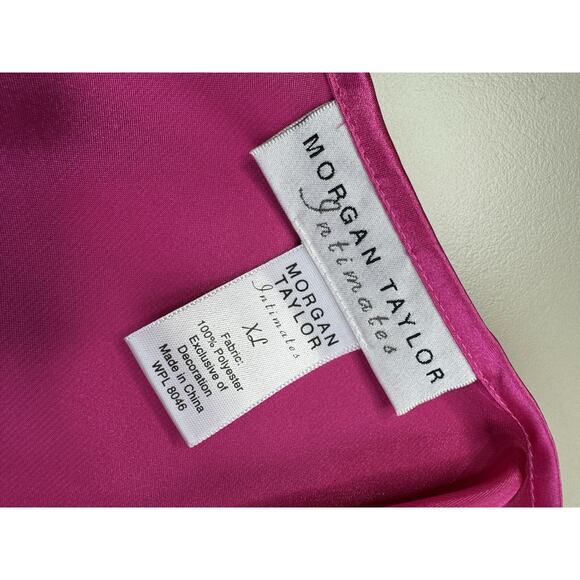 MORGAN TAYLOR
Intimates
MORGAN
TAYLOR
Intimates
XL
Fabric:
100% Polyester
Exclusive of
Decoration
Made in China
WPL 8046